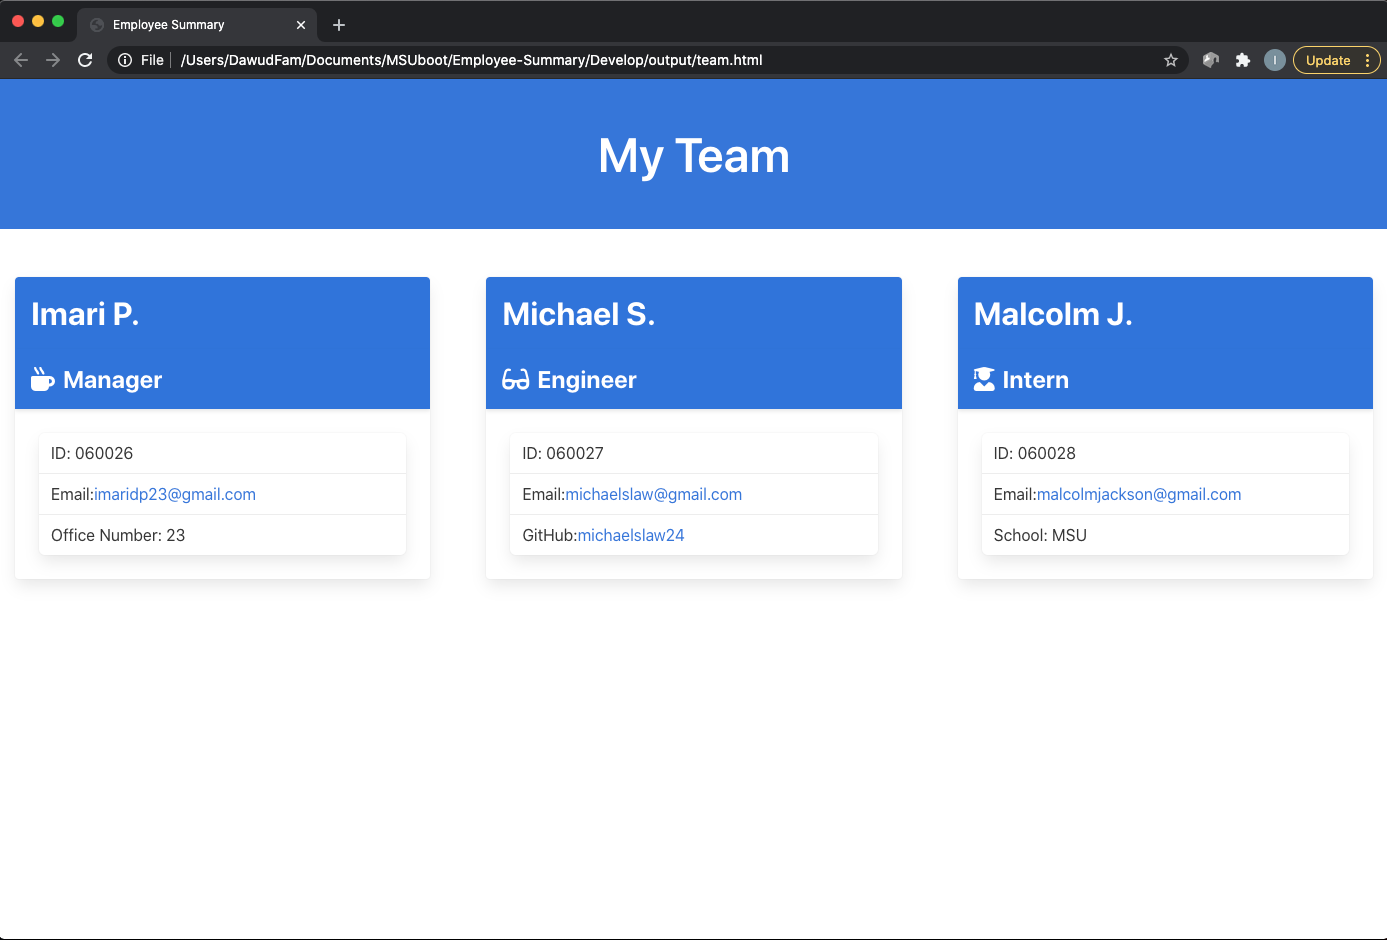 Employee Summary
File /Users/DawudFam/Documents/MSUboot/Employee-Summary/Develop/output/team.html
I
Update
My Team
Imari P.
Manager
ID: 060026
Email:imaridp23@gmail.com
Office Number: 23
Michael S.
Engineer
ID: 060027
Email:michaelslaw@gmail.com
GitHub:michaelslaw24
Malcolm J.
Intern
ID: 060028
Email:malcolmjackson@gmail.com
School: MSU